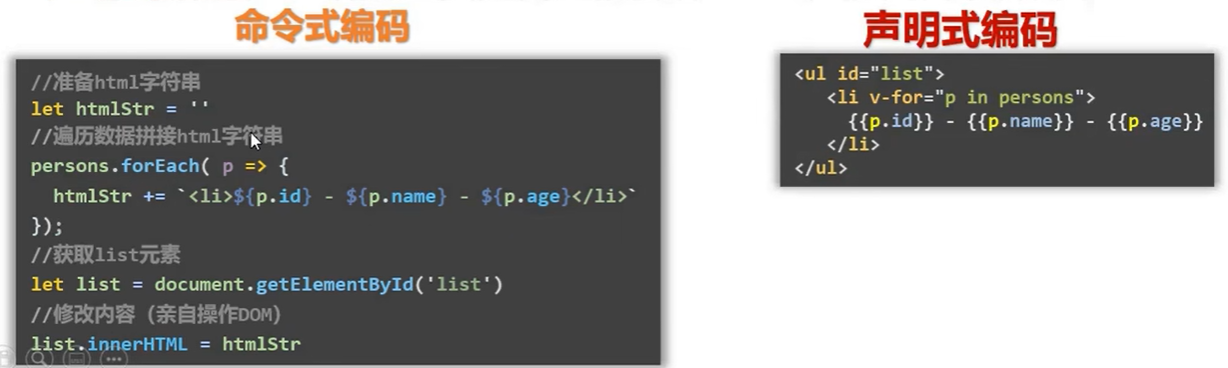 命令式编码
//准备html字符串
let htmlStr = ''
//遍历数据拼接html字符串
persons.forEach( p => {
  htmlStr += `<li>${p.id} - ${p.name} - ${p.age}</li>`
});
//获取list元素
let list = document.getElementById('list')
//修改内容（亲自操作DOM）
list.innerHTML = htmlStr
声明式编码
<ul id="list">
   <li v-for="p in persons">
     {{p.id}} - {{p.name}} - {{p.age}}
   </li>
</ul>